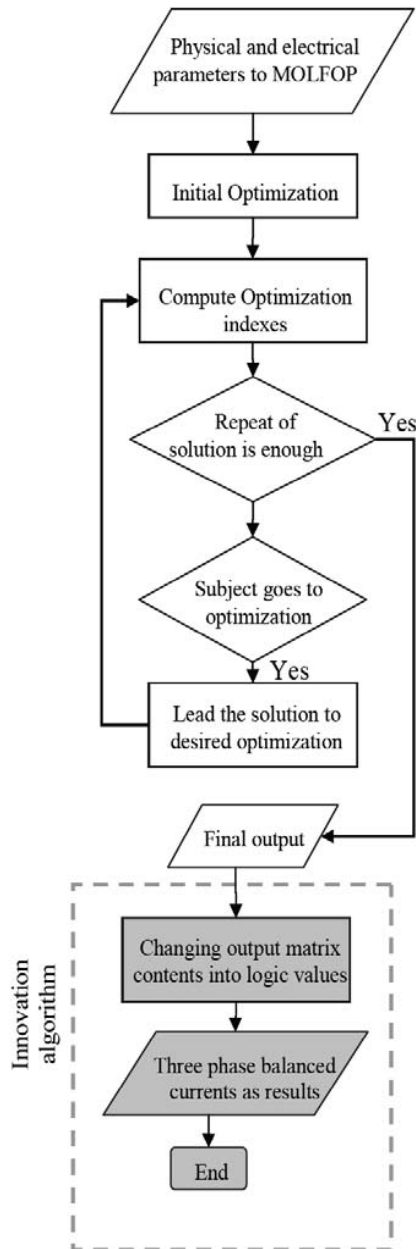 Physical and electrical
parameters to MOLFOP
Initial Optimization
Compute Optimization
indexes
Repeat of
solution is enough
Yes
Subject goes to
optimization
Yes
Lead the solution to
desired optimization
Final output
Innovation
algorithm
Changing output matrix
contents into logic values
Three phase balanced
currents as results
End